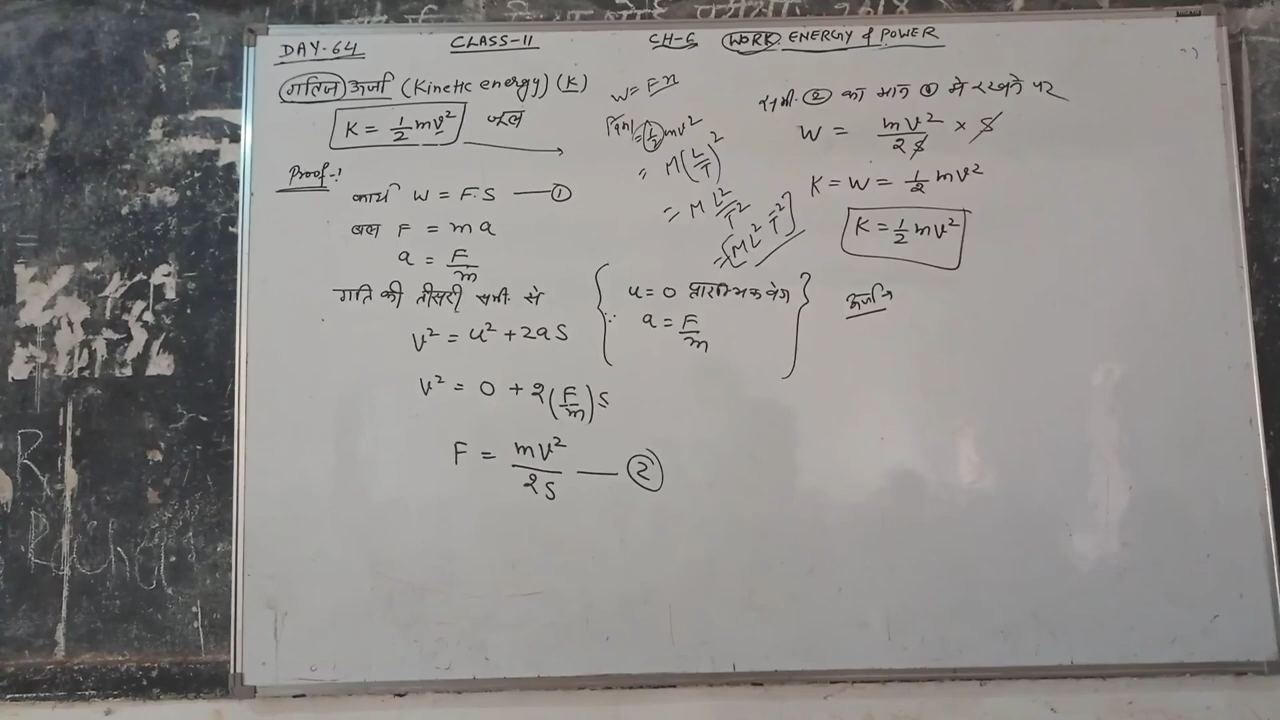 DAY-64 CLASS-11 CH-6 WORK ENERGY & POWER
गतिज ऊर्जा (Kinetic energy) (K)
K = 1/2 mv² जूल
Proof-:
कार्य W = F.S — ①
बल F = ma
a = F/m
गति की तीसरी समी. से
v² = u² + 2as
v² = 0 + 2(F/m)s
F = mv²/2s — ②
W = F
= 1/2 mv²
= M(L/T)²
= M L²/T²
= [ML²T⁻²]
{ ∵ u = 0 प्रारम्भिक वेग
a = F/m }
समी. ② का मान ① में रखने पर
W = mv²/2s × s
K = W = 1/2 mv²
K = 1/2 mv²
R